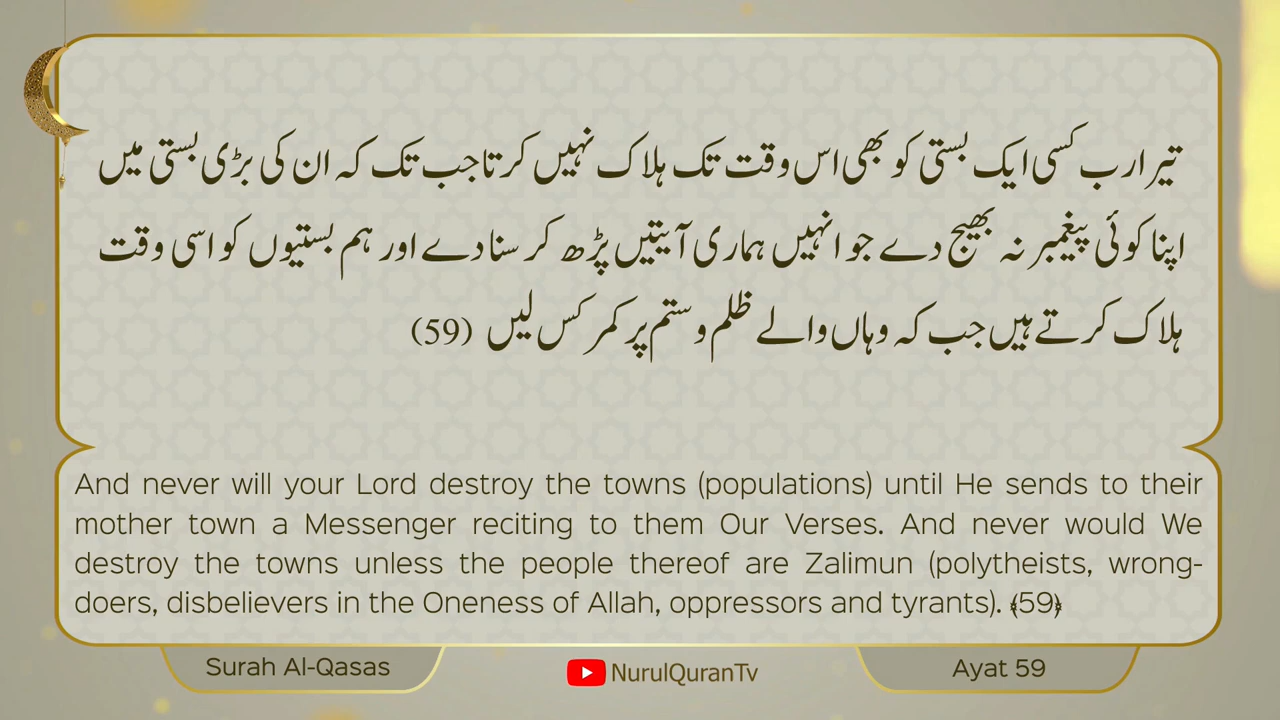 تیرا رب کسی ایک بستی کو بھی اس وقت تک ہلاک نہیں کرتا جب تک کہ ان کی بڑی بستی میں
اپنا کوئی پیغمبر نہ بھیج دے جو انہیں ہماری آیتیں پڑھ کر سنا دے اور ہم بستیوں کو اسی وقت
ہلاک کرتے ہیں جب کہ وہاں والے ظلم و ستم پر کمر کس لیں (59)
And never will your Lord destroy the towns (populations) until He sends to their
mother town a Messenger reciting to them Our Verses. And never would We
destroy the towns unless the people thereof are Zalimun (polytheists, wrong-
doers, disbelievers in the Oneness of Allah, oppressors and tyrants). ﴾59﴿
Surah Al-Qasas
NurulQuranTv
Ayat 59